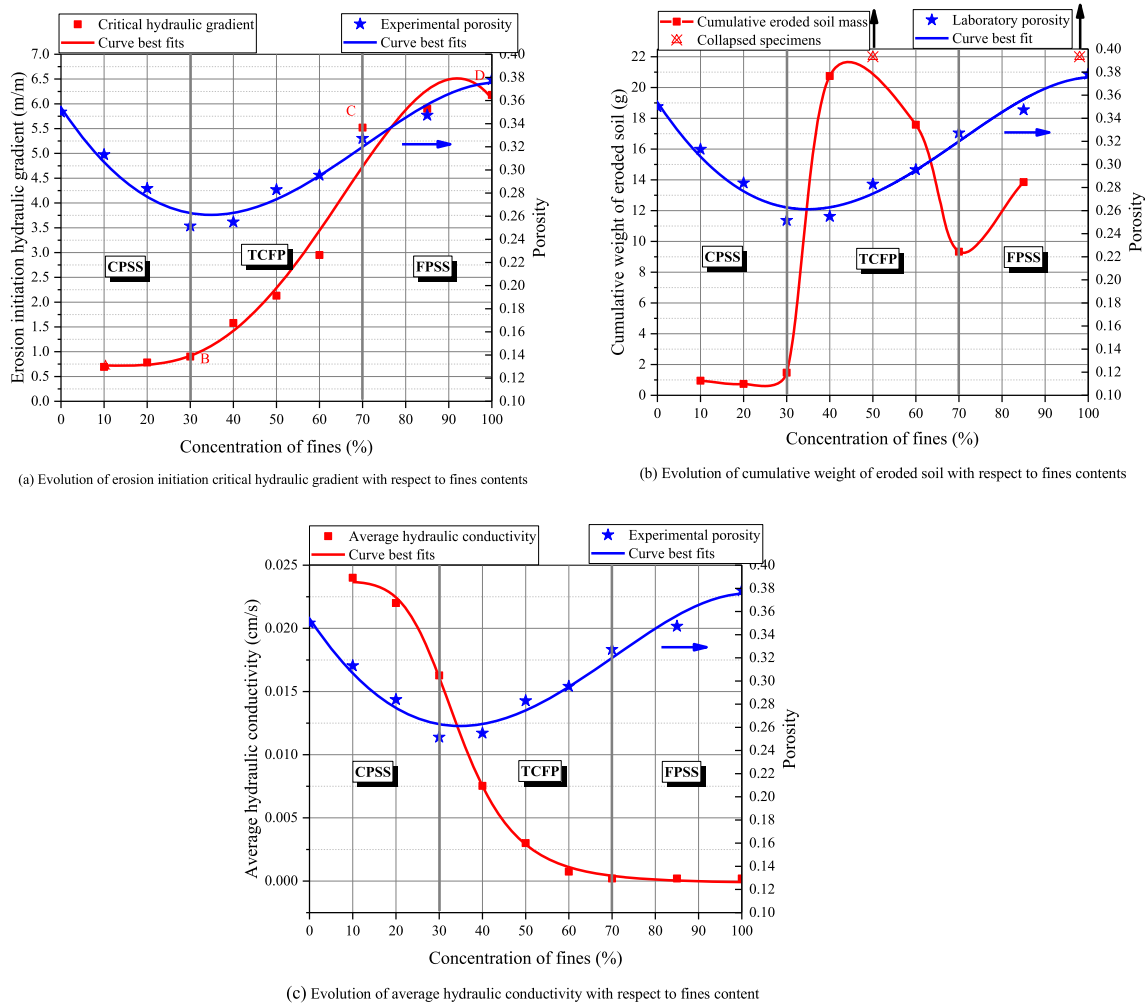 Critical hydraulic gradient
Curve best fits
Experimental porosity
Curve best fits
7.0
6.5
6.0
5.5
5.0
4.5
4.0
3.5
3.0
2.5
2.0
1.5
1.0
0.5
0.0
Erosion initiation hydraulic gradient (m/m)
0.40
0.38
0.36
0.34
0.32
0.30
0.28
0.26
0.24
0.22
0.20
0.18
0.16
0.14
0.12
0.10
Porosity
D
C
B
CPSS
TCFP
FPSS
0 10 20 30 40 50 60 70 80 90 100
Concentration of fines (%)
(a) Evolution of erosion initiation critical hydraulic gradient with respect to fines contents
Cumulative eroded soil mass
Collapsed specimens
Laboratory porosity
Curve best fit
22
20
18
16
14
12
10
8
6
4
2
0
Cumulative weight of eroded soil (g)
0.40
0.38
0.36
0.34
0.32
0.30
0.28
0.26
0.24
0.22
0.20
0.18
0.16
0.14
0.12
0.10
Porosity
CPSS
TCFP
FPSS
0 10 20 30 40 50 60 70 80 90 100
Concentration of fines (%)
(b) Evolution of cumulative weight of eroded soil with respect to fines contents
Average hydraulic conductivity
Curve best fits
Experimental porosity
Curve best fits
0.025
0.020
0.015
0.010
0.005
0.000
Average hydraulic conductivity (cm/s)
0.40
0.38
0.36
0.34
0.32
0.30
0.28
0.26
0.24
0.22
0.20
0.18
0.16
0.14
0.12
0.10
Porosity
CPSS
TCFP
FPSS
0 10 20 30 40 50 60 70 80 90 100
Concentration of fines (%)
(c) Evolution of average hydraulic conductivity with respect to fines content